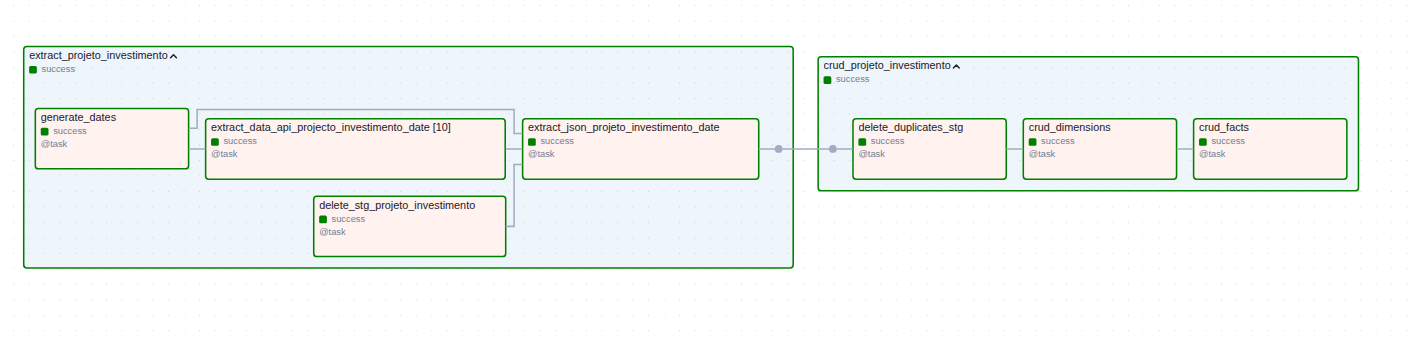 extract_projeto_investimento
success
generate_dates
success
@task
extract_data_api_projecto_investimento_date [10]
success
@task
extract_json_projeto_investimento_date
success
@task
delete_stg_projeto_investimento
success
@task
crud_projeto_investimento
success
delete_duplicates_stg
success
@task
crud_dimensions
success
@task
crud_facts
success
@task